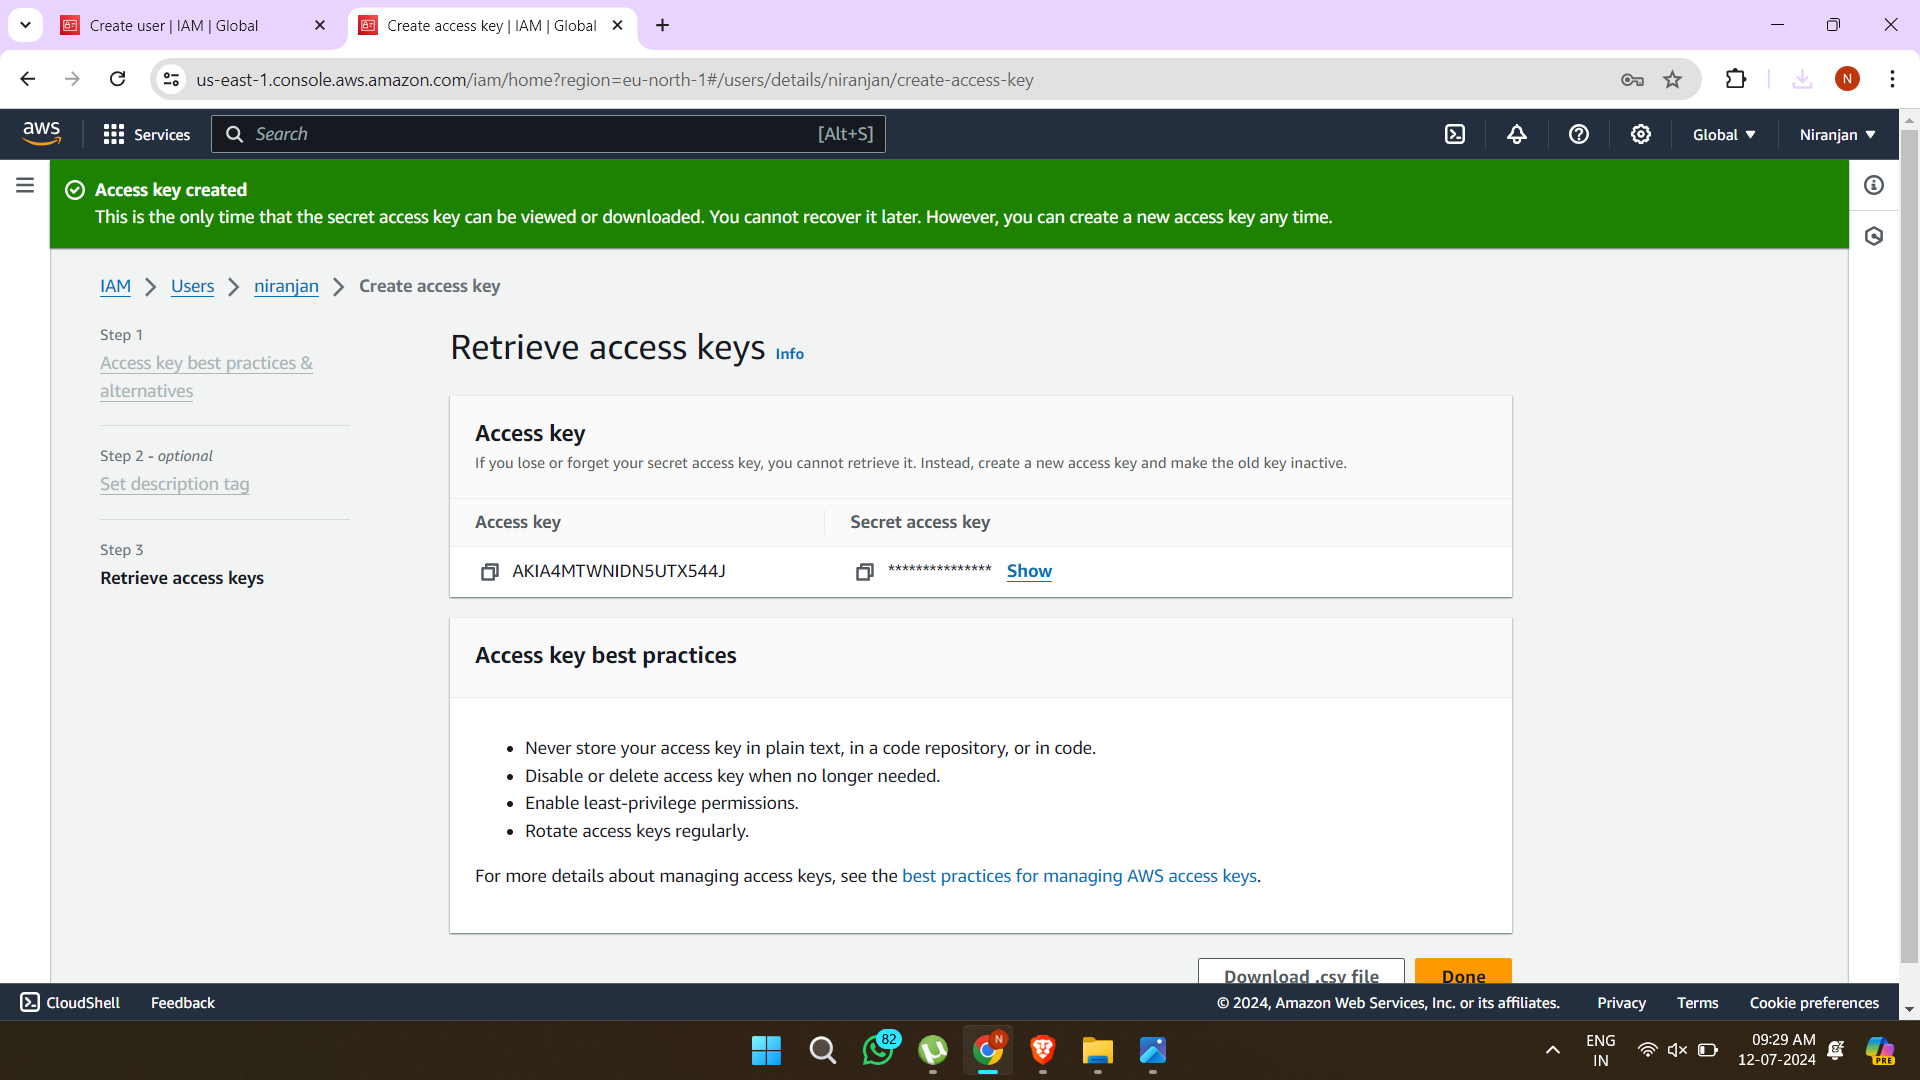 Create user | IAM | Global
Create access key | IAM | Global
us-east-1.console.aws.amazon.com/iam/home?region=eu-north-1#/users/details/niranjan/create-access-key
N
aws
Services
Search
[Alt+S]
Global
Niranjan
Access key created
This is the only time that the secret access key can be viewed or downloaded. You cannot recover it later. However, you can create a new access key any time.
IAM
Users
niranjan
Create access key
Step 1
Access key best practices &
alternatives
Step 2 - optional
Set description tag
Step 3
Retrieve access keys
Retrieve access keys Info
Access key
If you lose or forget your secret access key, you cannot retrieve it. Instead, create a new access key and make the old key inactive.
Access key
Secret access key
AKIA4MTWNIDN5UTX544J
*************** Show
Access key best practices
• Never store your access key in plain text, in a code repository, or in code.
• Disable or delete access key when no longer needed.
• Enable least-privilege permissions.
• Rotate access keys regularly.
For more details about managing access keys, see the best practices for managing AWS access keys.
Download .csv file
Done
CloudShell
Feedback
© 2024, Amazon Web Services, Inc. or its affiliates.
Privacy
Terms
Cookie preferences
82
N
ENG
IN
09:29 AM
12-07-2024
PRE